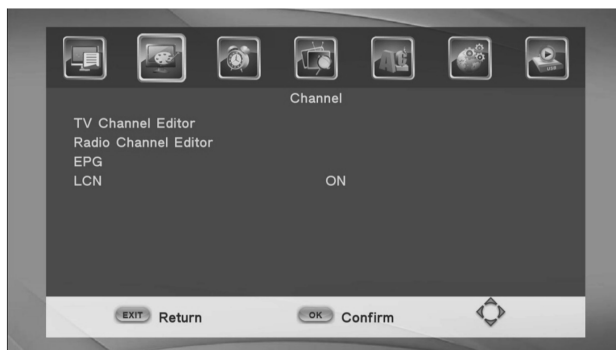 Channel
TV Channel Editor
Radio Channel Editor
EPG
LCN ON
EXIT Return OK Confirm